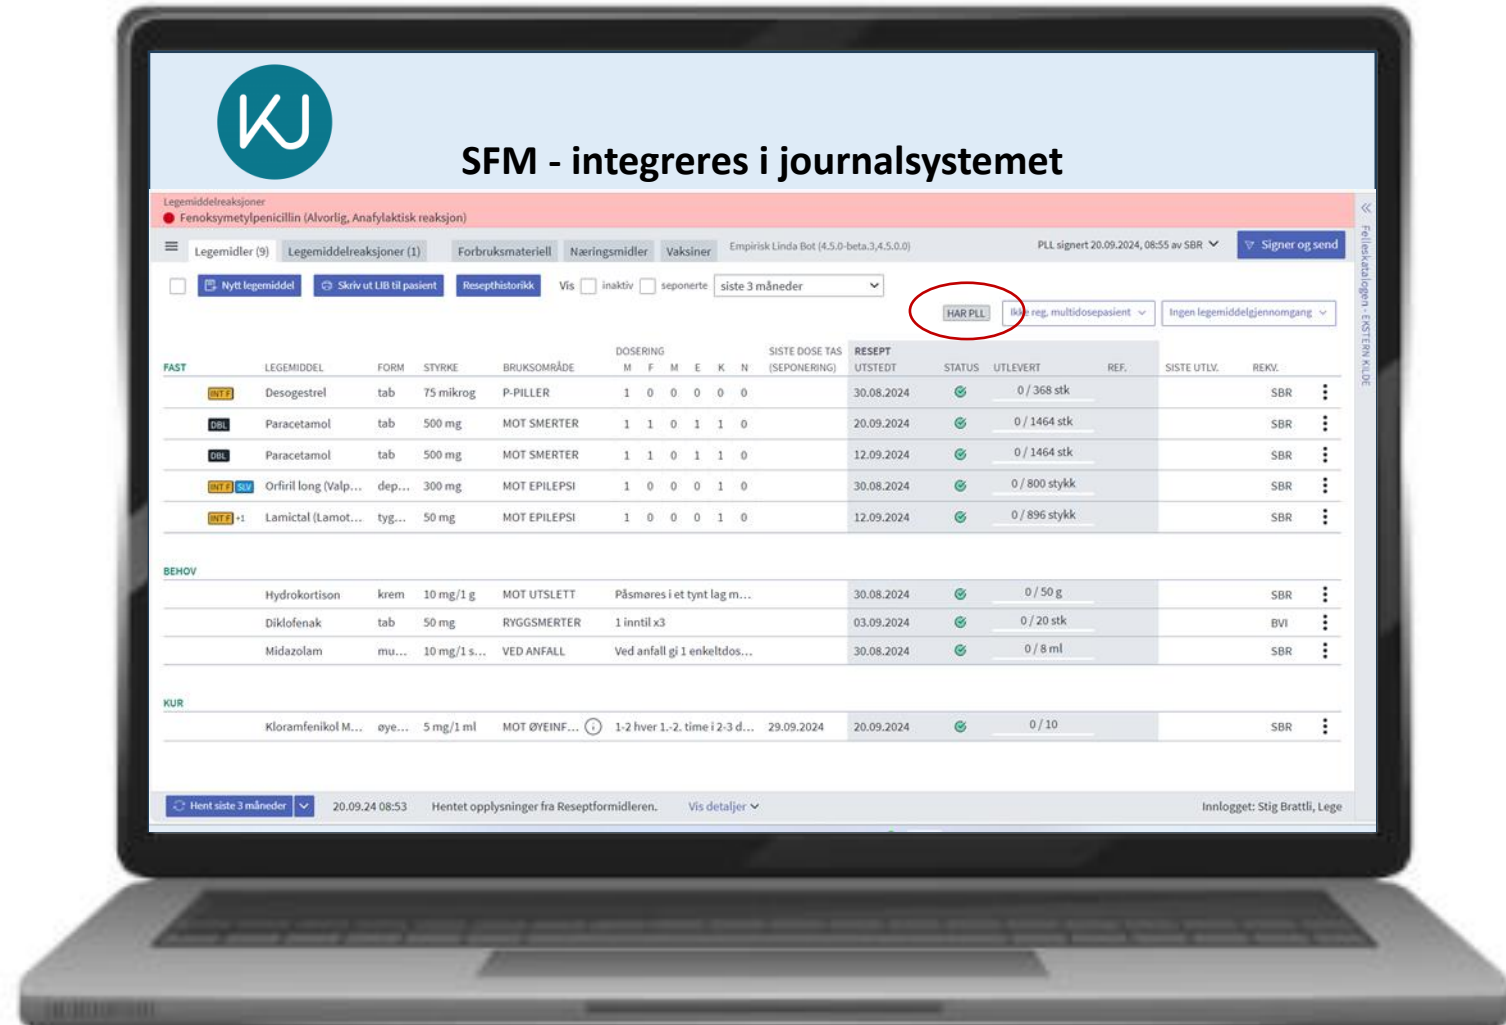 KJ
SFM - integreres i journalsystemet
Legemiddelreaksjoner
Fenoksymetylpenicillin (Alvorlig, Anafylaktisk reaksjon)
Legemidler (9) Legemiddelreaksjoner (1) Forbruksmateriell Næringsmidler Vaksiner Empirisk Linda Bot (4.5.0-beta.3,4.5.0.0) PLL signert 20.09.2024, 08:55 av SBR Signer og send
Nytt legemiddel Skriv ut LIB til pasient Resepthistorikk Vis inaktiv seponerte siste 3 måneder
HAR PLL Ikke reg. multidosepasient Ingen legemiddelgjennomgang
DOSERING SISTE DOSE TAS RESEPT
FAST LEGEMIDDEL FORM STYRKE BRUKSOMRÅDE M F M E K N (SEPONERING) UTSTEDT STATUS UTLEVERT REF. SISTE UTLV. REKV.
INT F Desogestrel tab 75 mikrog P-PILLER 1 0 0 0 0 0 30.08.2024 0 / 368 stk SBR
DBL Paracetamol tab 500 mg MOT SMERTER 1 1 0 1 1 0 20.09.2024 0 / 1464 stk SBR
DBL Paracetamol tab 500 mg MOT SMERTER 1 1 0 1 1 0 12.09.2024 0 / 1464 stk SBR
INT F SLV Orfiril long (Valp... dep... 300 mg MOT EPILEPSI 1 0 0 0 1 0 30.08.2024 0 / 800 stykk SBR
INT F +1 Lamictal (Lamot... tyg... 50 mg MOT EPILEPSI 1 0 0 0 1 0 12.09.2024 0 / 896 stykk SBR
BEHOV
Hydrokortison krem 10 mg/1 g MOT UTSLETT Påsmøres i et tynt lag m... 30.08.2024 0 / 50 g SBR
Diklofenak tab 50 mg RYGGSMERTER 1 inntil x3 03.09.2024 0 / 20 stk BVI
Midazolam mu... 10 mg/1 s... VED ANFALL Ved anfall gi 1 enkeltdos... 30.08.2024 0 / 8 ml SBR
KUR
Kloramfenikol M... øye... 5 mg/1 ml MOT ØYEINF... 1-2 hver 1.-2. time i 2-3 d... 29.09.2024 20.09.2024 0 / 10 SBR
Hent siste 3 måneder 20.09.24 08:53 Hentet opplysninger fra Reseptformidleren. Vis detaljer Innlogget: Stig Brattli, Lege
Felleskatalogen - EKSTERN KILDE